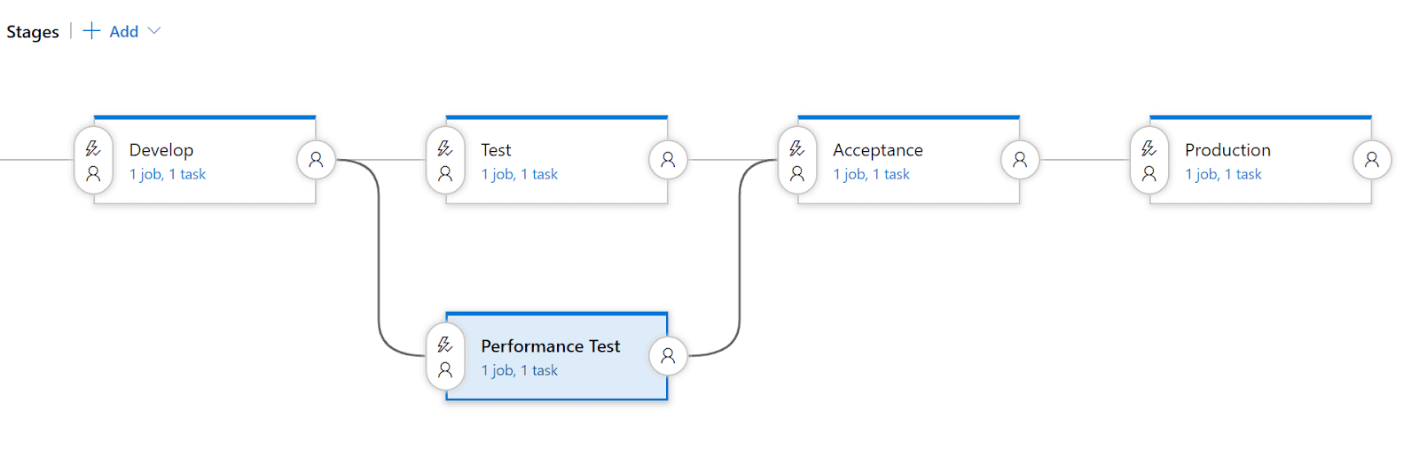 Stages | + Add
Develop
1 job, 1 task
Test
1 job, 1 task
Acceptance
1 job, 1 task
Production
1 job, 1 task
Performance Test
1 job, 1 task